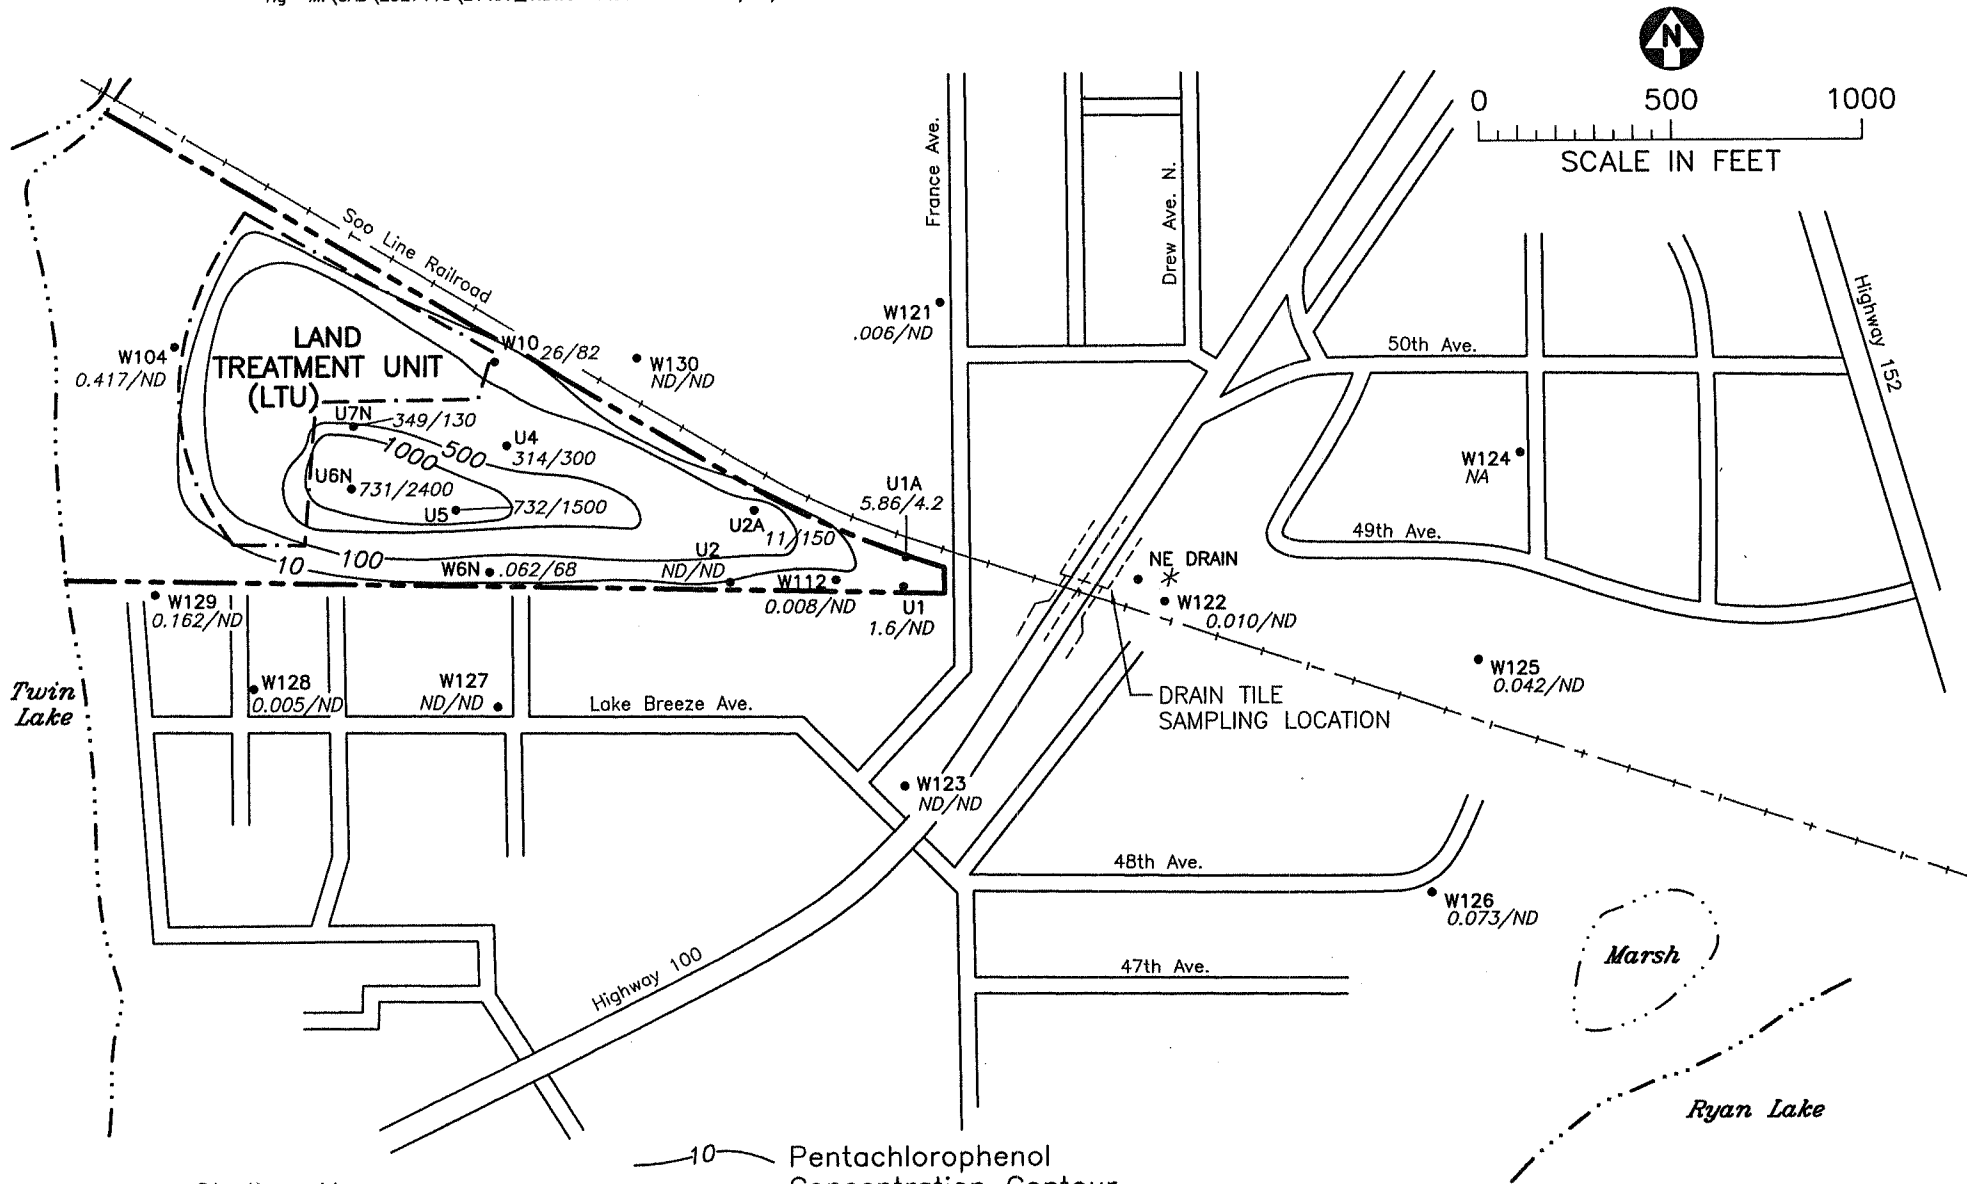 N
0 500 1000
SCALE IN FEET
France Ave.
Drew Ave. N.
Soo Line Railroad
Highway 152
LAND
TREATMENT UNIT
(LTU)
W104
0.417/ND
W10 26/82
W130
ND/ND
W121
.006/ND
50th Ave.
U7N
349/130
U4
314/300
1000
500
U6N
731/2400
U5
732/1500
U1A
5.86/4.2
U2A
11/150
W124
NA
49th Ave.
100
10
W6N .062/68
U2
ND/ND
W112
0.008/ND
U1
1.6/ND
NE DRAIN
W122
0.010/ND
W129
0.162/ND
W125
0.042/ND
Twin
Lake
W128
0.005/ND
W127
ND/ND
Lake Breeze Ave.
DRAIN TILE
SAMPLING LOCATION
W123
ND/ND
48th Ave.
W126
0.073/ND
Highway 100
47th Ave.
Marsh
Ryan Lake
10 Pentachlorophenol
Concentration Contour